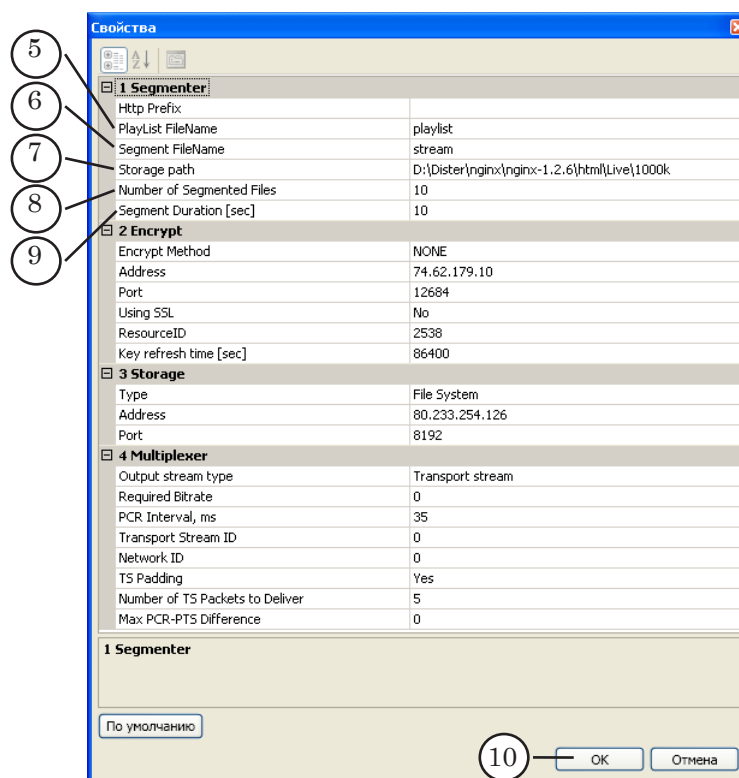 Свойства
5
6
7
8
9
1 Segmenter
Http Prefix
PlayList FileName playlist
Segment FileName stream
Storage path D:\Dister\nginx\nginx-1.2.6\html\Live\1000k
Number of Segmented Files 10
Segment Duration [sec] 10
2 Encrypt
Encrypt Method NONE
Address 74.62.179.10
Port 12684
Using SSL No
ResourceID 2538
Key refresh time [sec] 86400
3 Storage
Type File System
Address 80.233.254.126
Port 8192
4 Multiplexer
Output stream type Transport stream
Required Bitrate 0
PCR Interval, ms 35
Transport Stream ID 0
Network ID 0
TS Padding Yes
Number of TS Packets to Deliver 5
Max PCR-PTS Difference 0
1 Segmenter
По умолчанию
10 OK Отмена